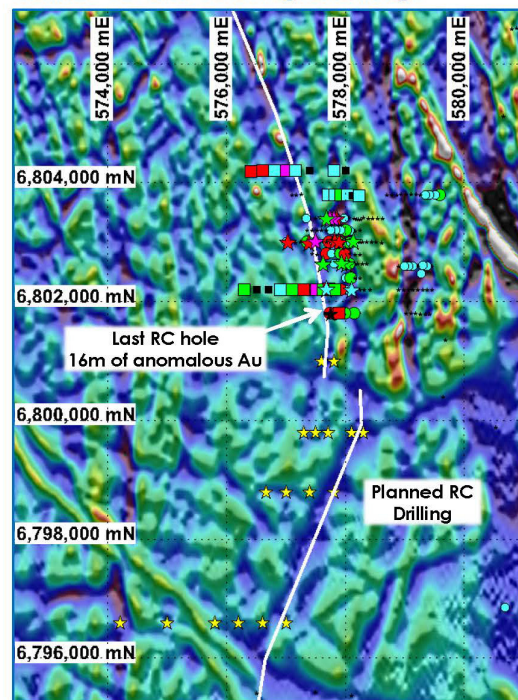 574,000 mE
576,000 mE
578,000 mE
580,000 mE
6,804,000 mN
6,802,000 mN
Last RC hole
16m of anomalous Au
6,800,000 mN
Planned RC
Drilling
6,798,000 mN
6,796,000 mN